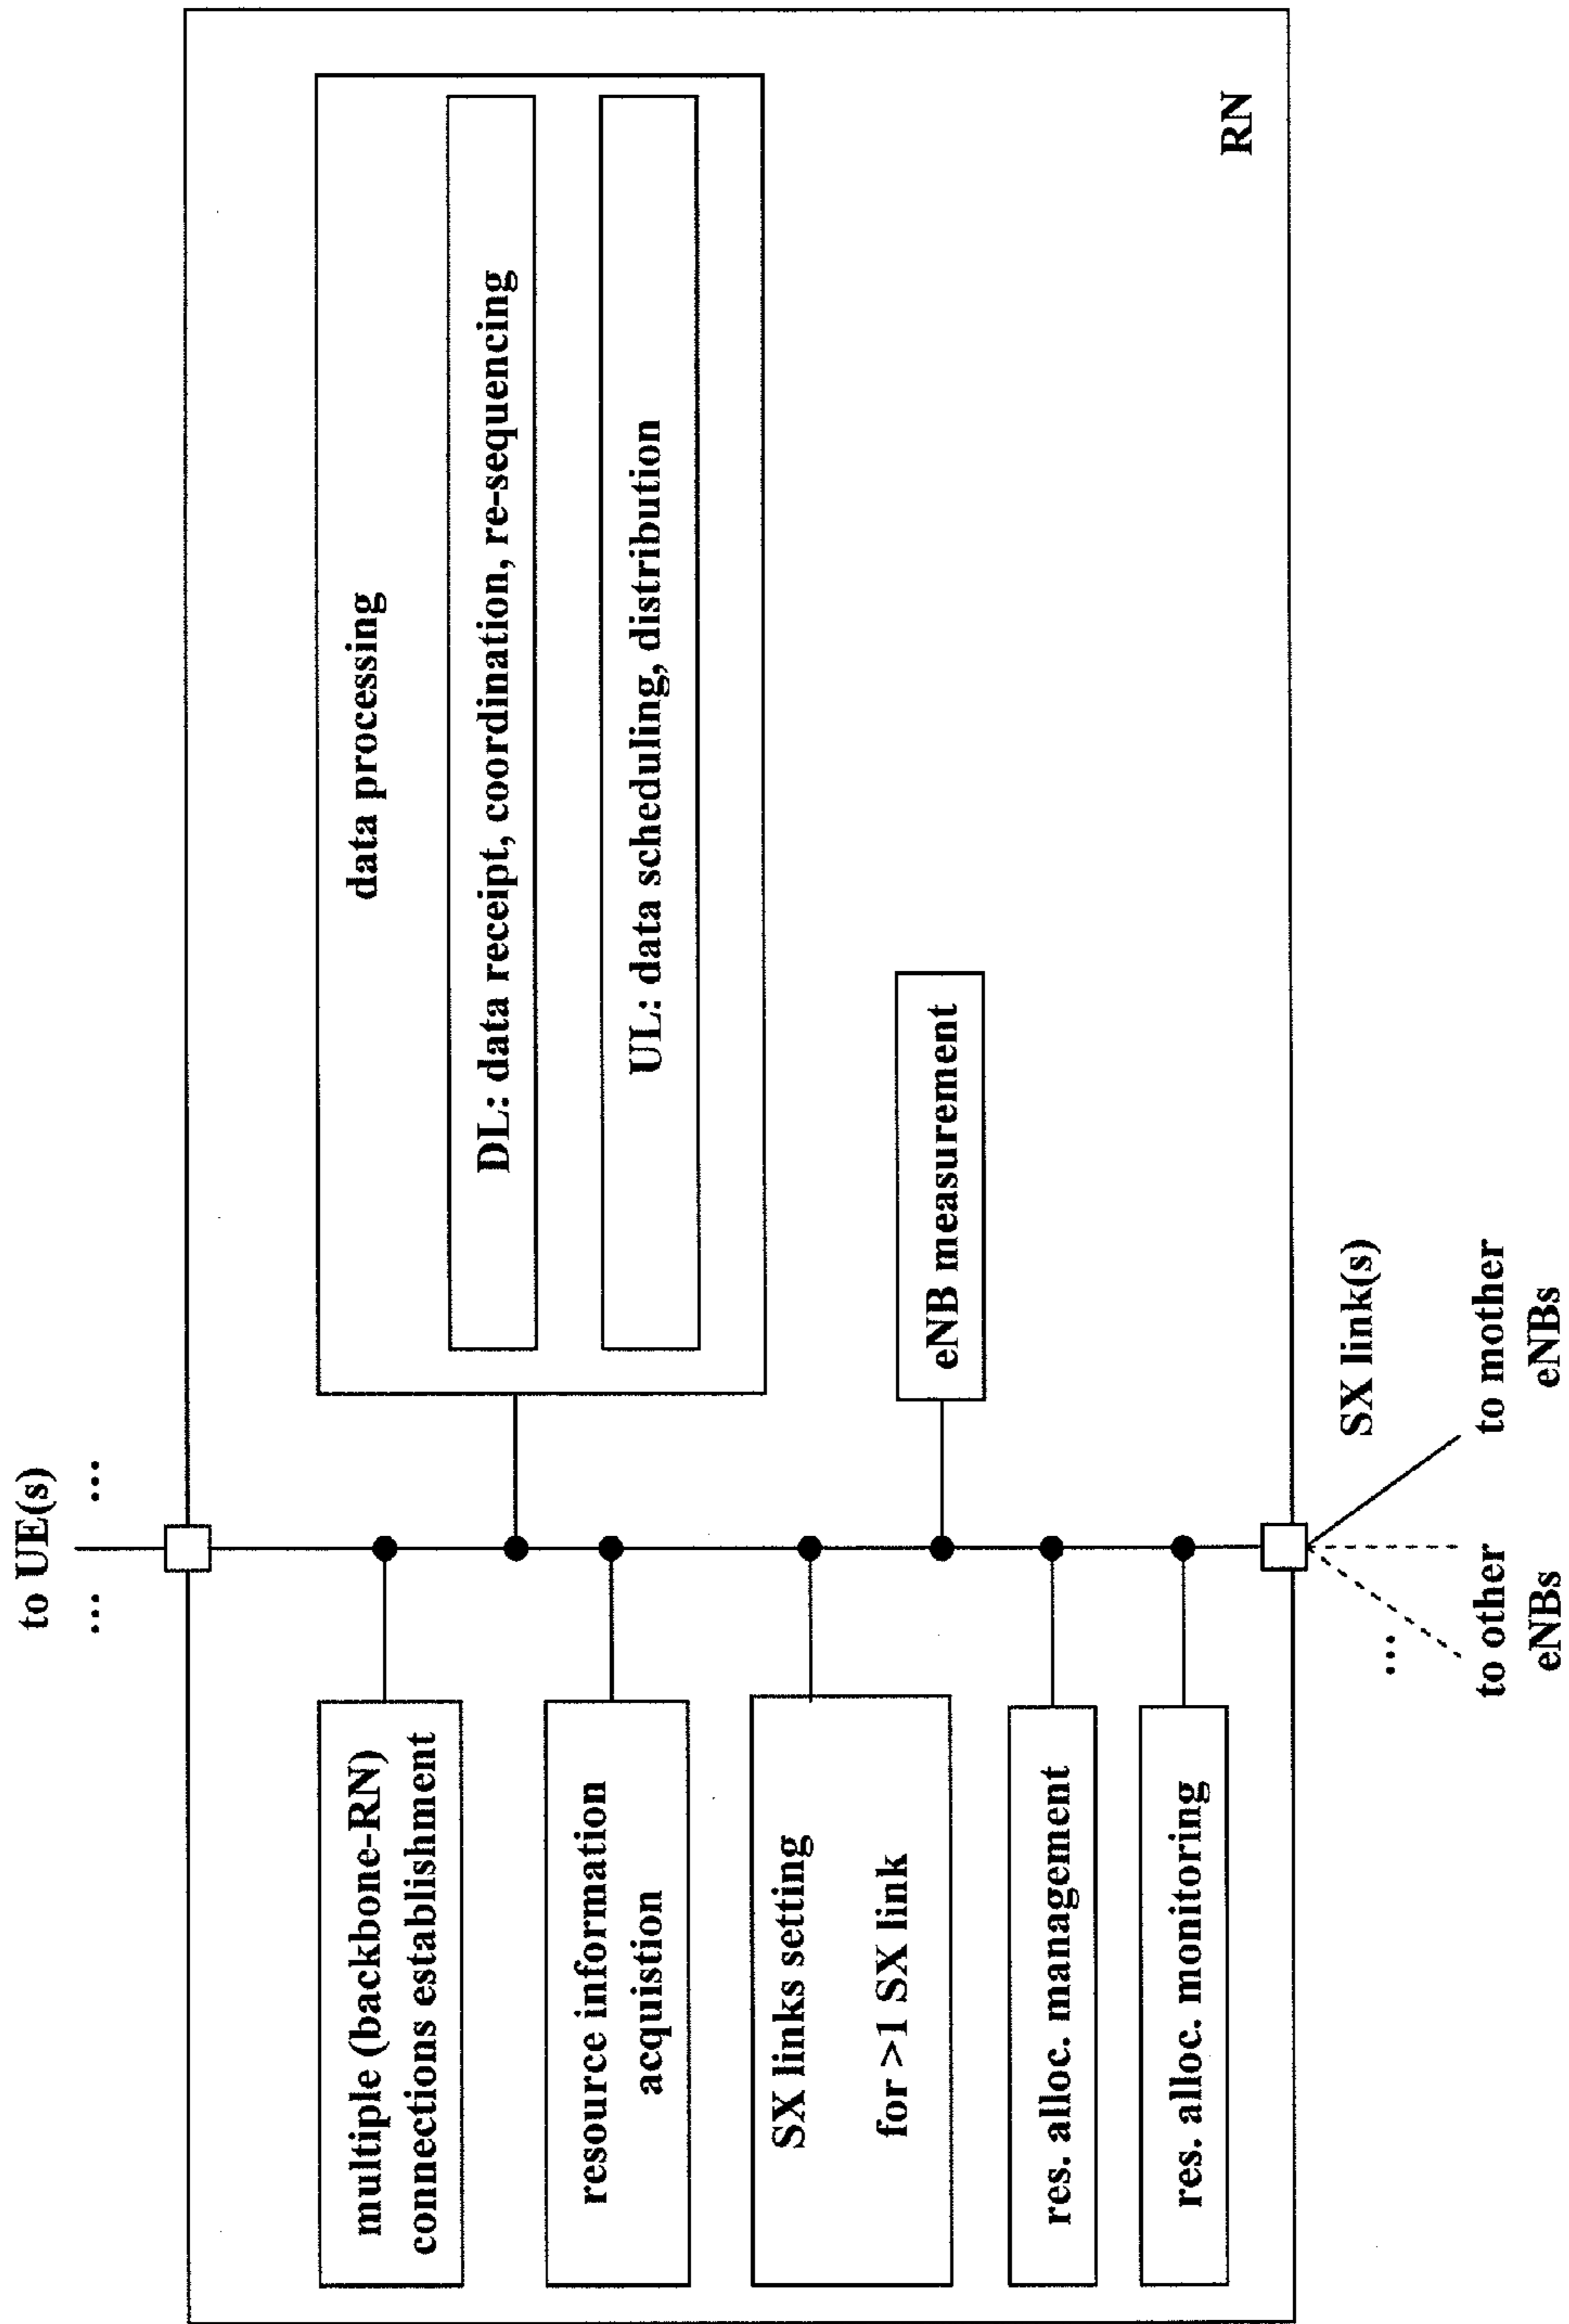 to UE(s)
... ...
data processing
DL: data receipt, coordination, re-sequencing
UL: data scheduling, distribution
multiple (backbone-RN)
connections establishment
resource information
acquistion
SX links setting
for >1 SX link
eNB measurement
res. alloc. management
res. alloc. monitoring
RN
SX link(s)
...
to other
eNBs
to mother
eNBs